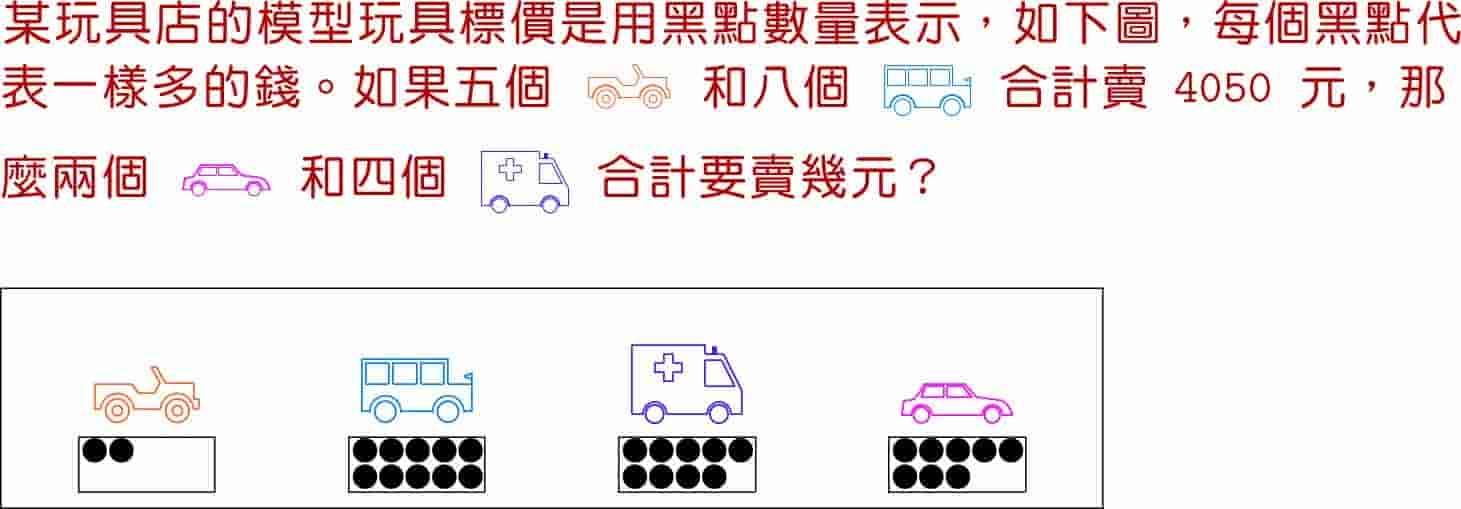 某玩具店的模型玩具標價是用黑點數量表示，如下圖，每個黑點代
表一樣多的錢。如果五個 和八個 合計賣 4050 元，那
麼兩個 和四個 合計要賣幾元？